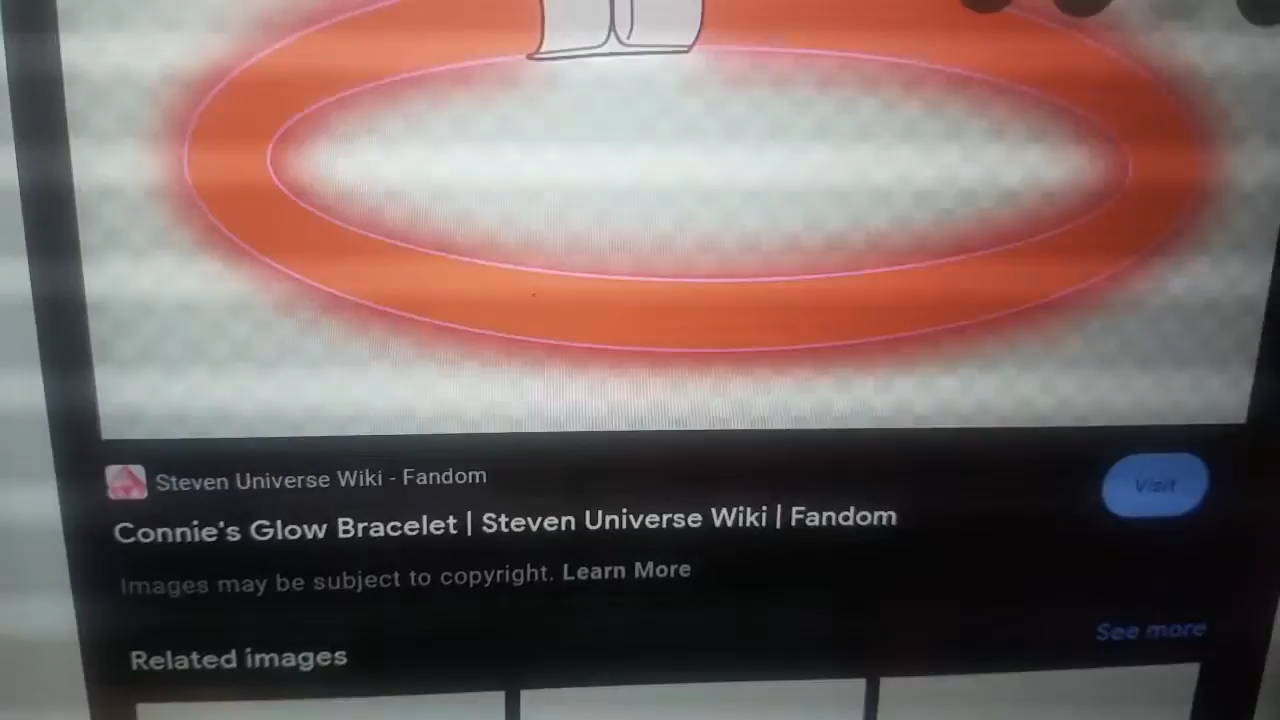 Steven Universe Wiki - Fandom
Visit
Connie's Glow Bracelet | Steven Universe Wiki | Fandom
Images may be subject to copyright. Learn More
See more
Related images